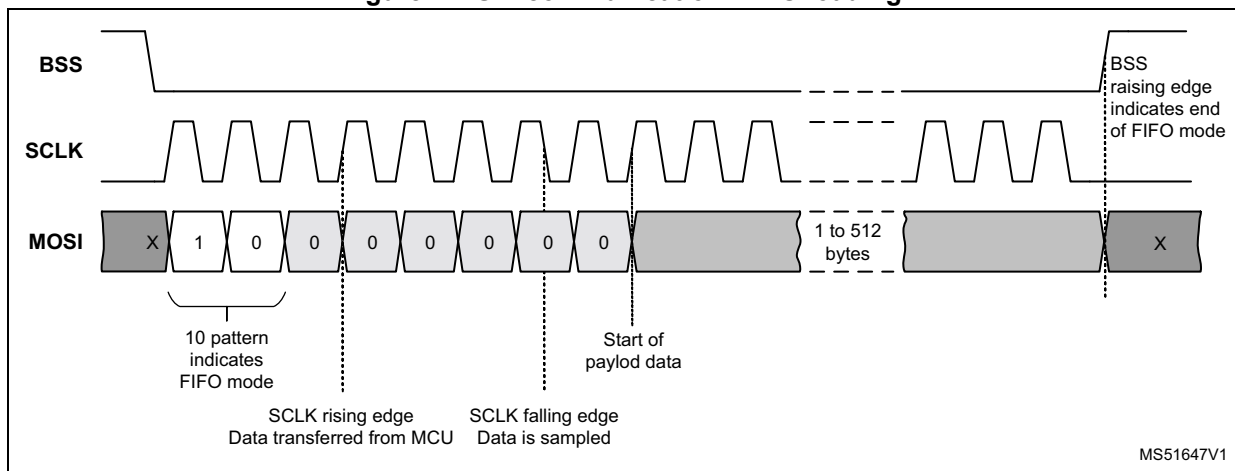 BSS
BSS
raising edge
indicates end
of FIFO mode
SCLK
MOSI
X
1
0
0
0
0
0
0
0
1 to 512
bytes
X
10 pattern
indicates
FIFO mode
Start of
paylod data
SCLK rising edge
Data transferred from MCU
SCLK falling edge
Data is sampled
MS51647V1